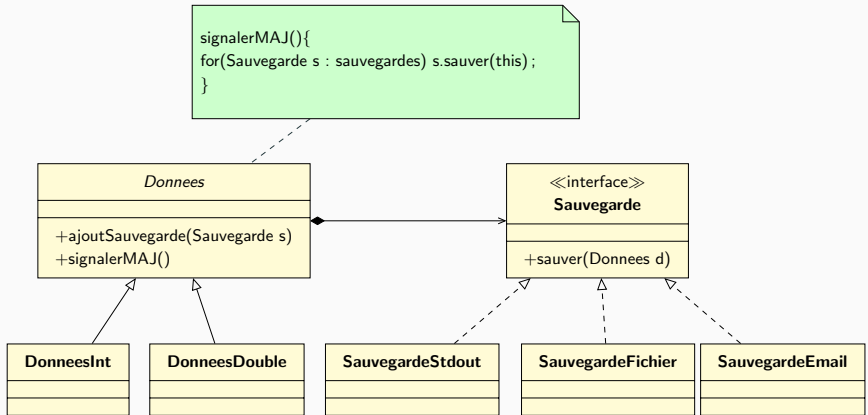 signalerMAJ(){
for(Sauvegarde s : sauvegardes) s.sauver(this) ;
}
Donnees
+ajoutSauvegarde(Sauvegarde s)
+signalerMAJ()
≪interface≫
Sauvegarde
+sauver(Donnees d)
DonneesInt
DonneesDouble
SauvegardeStdout
SauvegardeFichier
SauvegardeEmail